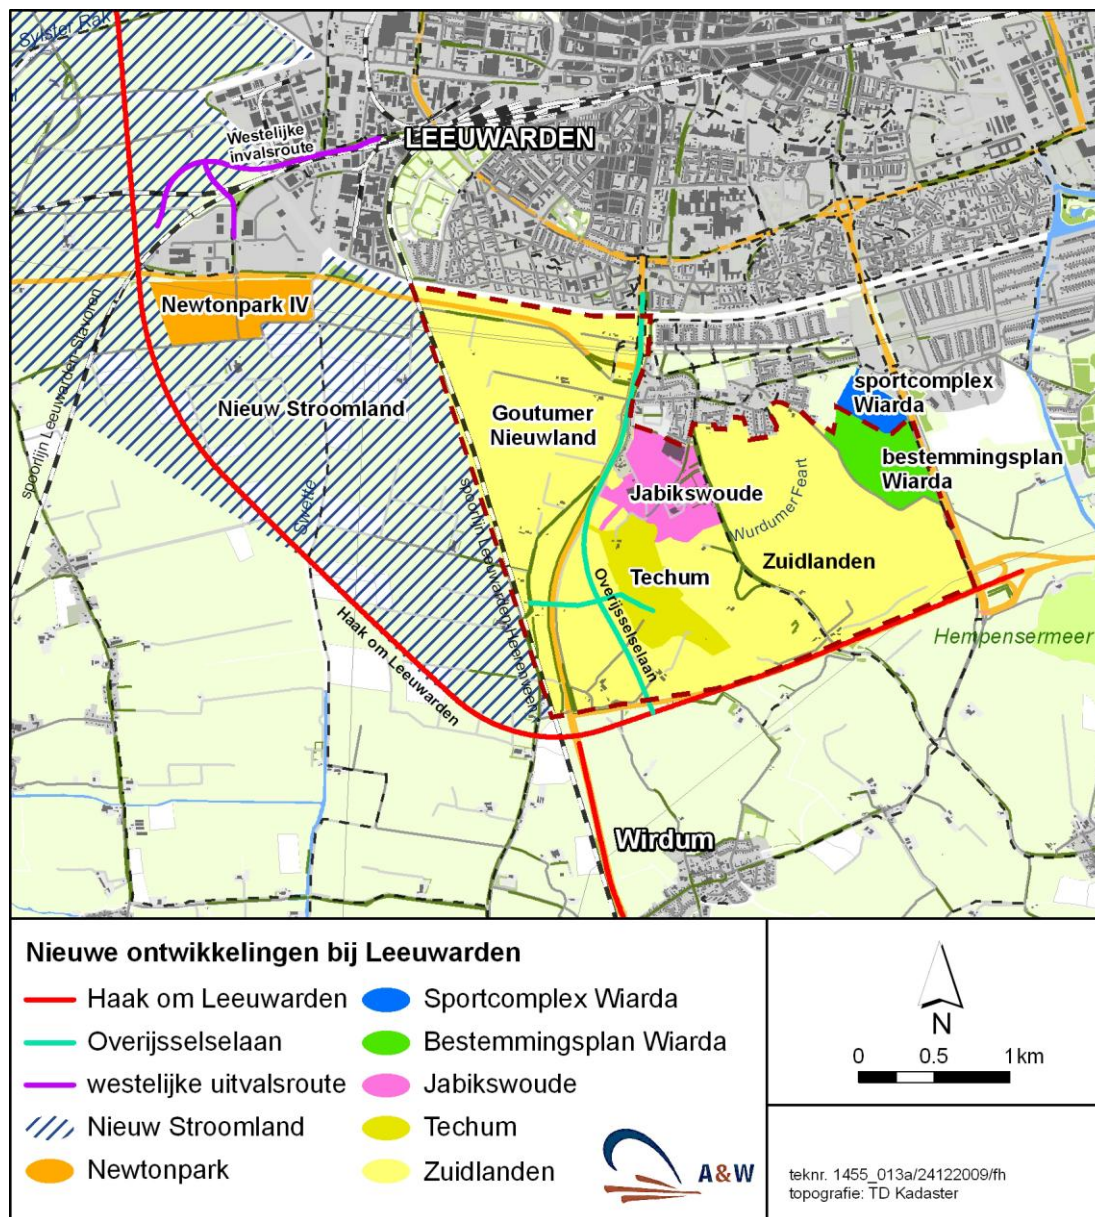 Sylster Rak
Westelijke
invalsroute
LEEUWARDEN
Newtonpark IV
spoorlijn Leeuwarden-Stavoren
Nieuw Stroomland
Goutumer
Nieuwland
sportcomplex
Wiarda
bestemmingsplan
Wiarda
Jabikswoude
Wurdumer Feart
Zuidlanden
Techum
Swette
spoorlijn Leeuwarden-Heerenveen
Overijsselselaan
Haak om Leeuwarden
Hempensermeer
Wirdum
Nieuwe ontwikkelingen bij Leeuwarden
Haak om Leeuwarden
Overijsselselaan
westelijke uitvalsroute
Nieuw Stroomland
Newtonpark
Sportcomplex Wiarda
Bestemmingsplan Wiarda
Jabikswoude
Techum
Zuidlanden
A&W
N
0 0.5 1 km
teknr. 1455_013a/24122009/fh
topografie: TD Kadaster